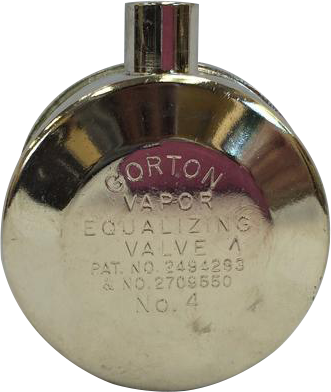 GORTON
VAPOR
EQUALIZING
VALVE
PAT. NO. 2494293
& NO. 2709550
No. 4